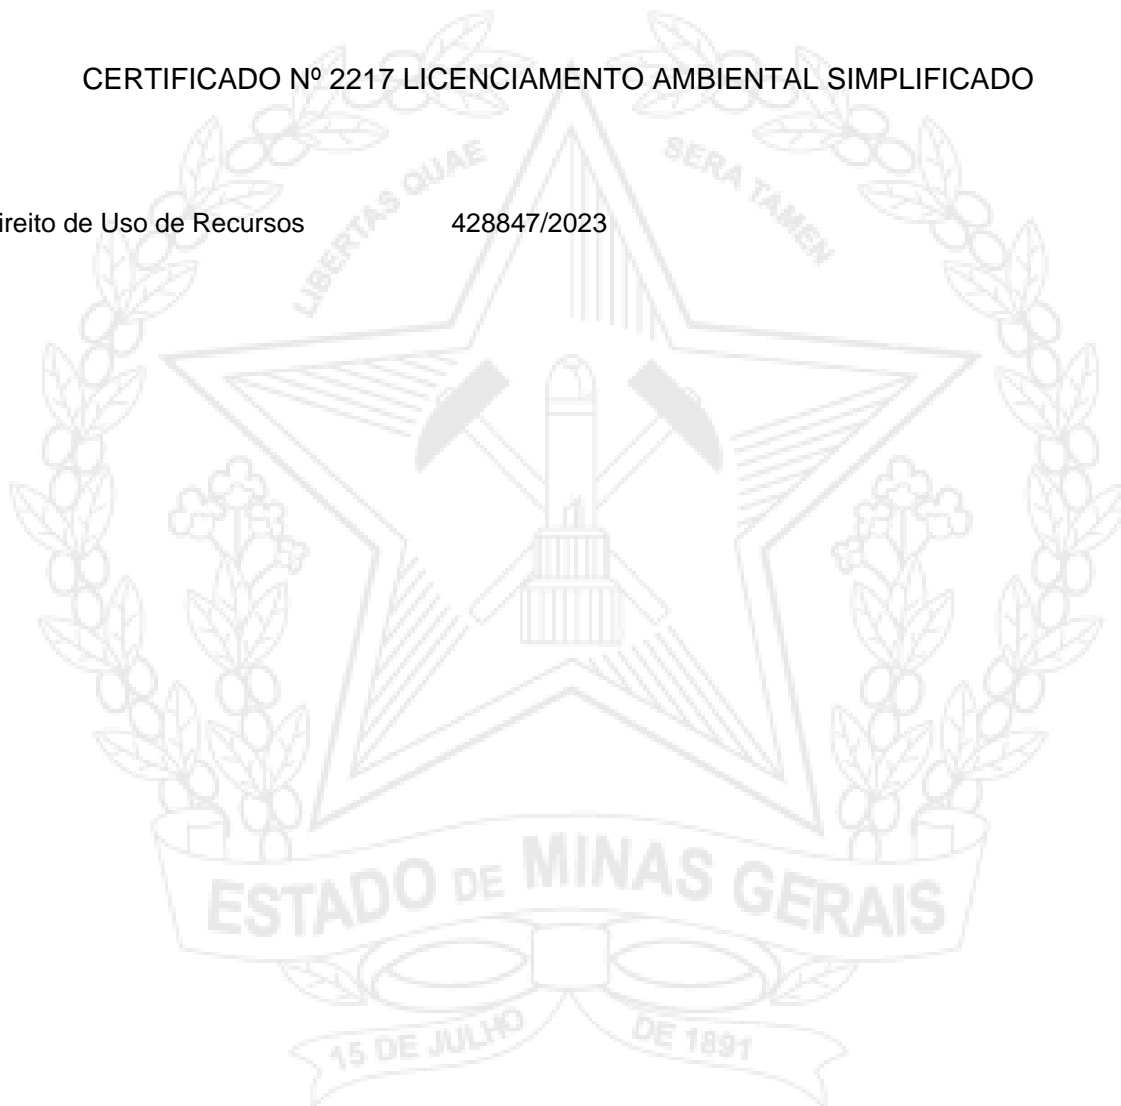 CERTIFICADO Nº 2217 LICENCIAMENTO AMBIENTAL SIMPLIFICADO
LIBERTAS QUAE SERA TAMEN
ireito de Uso de Recursos 428847/2023
ESTADO DE MINAS GERAIS
15 DE JULHO DE 1891